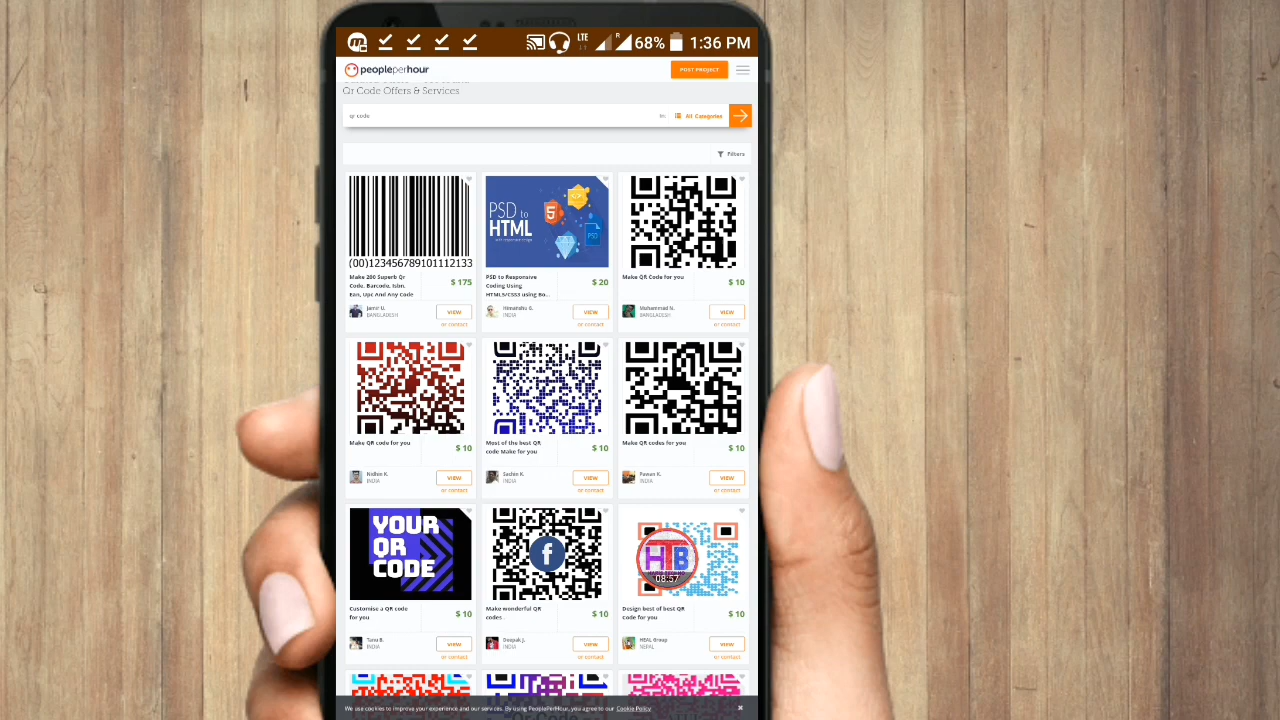 LTE
R
68%
1:36 PM
peopleperhour
POST PROJECT
Qr Code Offers & Services
qr code
in
All Categories
Filters
(00)123456789101112133
Make 200 Superb Qr
Code, Barcode, Isbn,
Ean, Upc And Any Code
$ 175
Jamir U.
BANGLADESH
VIEW
or contact
PSD to
HTML
with responsive design
PSD
PSD to Responsive
Coding Using
HTML5/CSS3 using Bo...
$ 20
Himanshu G.
INDIA
VIEW
or contact
Make QR Code for you
$ 10
Muhammad N.
BANGLADESH
VIEW
or contact
Make QR code for you
$ 10
Nidhin K.
INDIA
VIEW
or contact
Most of the best QR
code Make for you
$ 10
Sachin K.
INDIA
VIEW
or contact
Make QR codes for you
$ 10
Pawan K.
INDIA
VIEW
or contact
YOUR
QR
CODE
Customise a QR code
for you
$ 10
Tanu B.
INDIA
VIEW
or contact
f
Make wonderful QR
codes .
$ 10
Deepak J.
INDIA
VIEW
or contact
HTB
08:57
Design best of best QR
Code for you
$ 10
HEAL Group
NEPAL
VIEW
or contact
We use cookies to improve your experience and our services. By using PeoplePerHour, you agree to our Cookie Policy